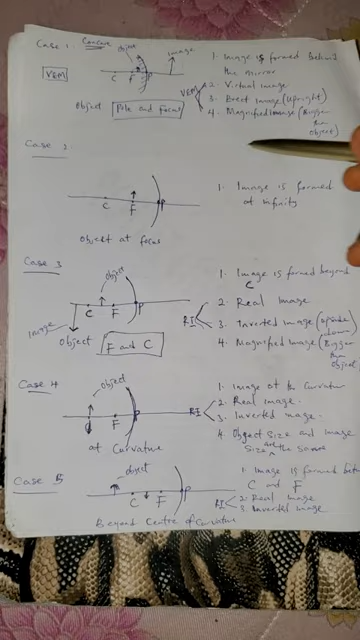 Case 1: Concave
object
image
C F P
VEM
Object Pole and focus
1. Image is formed behind
the mirror
VEM
2. Virtual image
3. Erect image (upright)
4. Magnified image (Bigger
than
object)
Case 2
C F P
Object at focus
1. Image is formed
at infinity
Case 3
object
C F P
image
Object F and C
1. Image is formed beyond
C
RI
2. Real Image
3. Inverted image (upside
down)
4. Magnified image (Bigger
than
object)
Case 4
object
F P
at Curvature
1. Image at the Curvature
RI
2. Real image.
3. Inverted image.
4. Object size and image
size are the same
Case 5
object
C F P
Beyond Centre of Curvature
1. Image is formed betw
C and F
RI
2. Real image
3. Inverted image